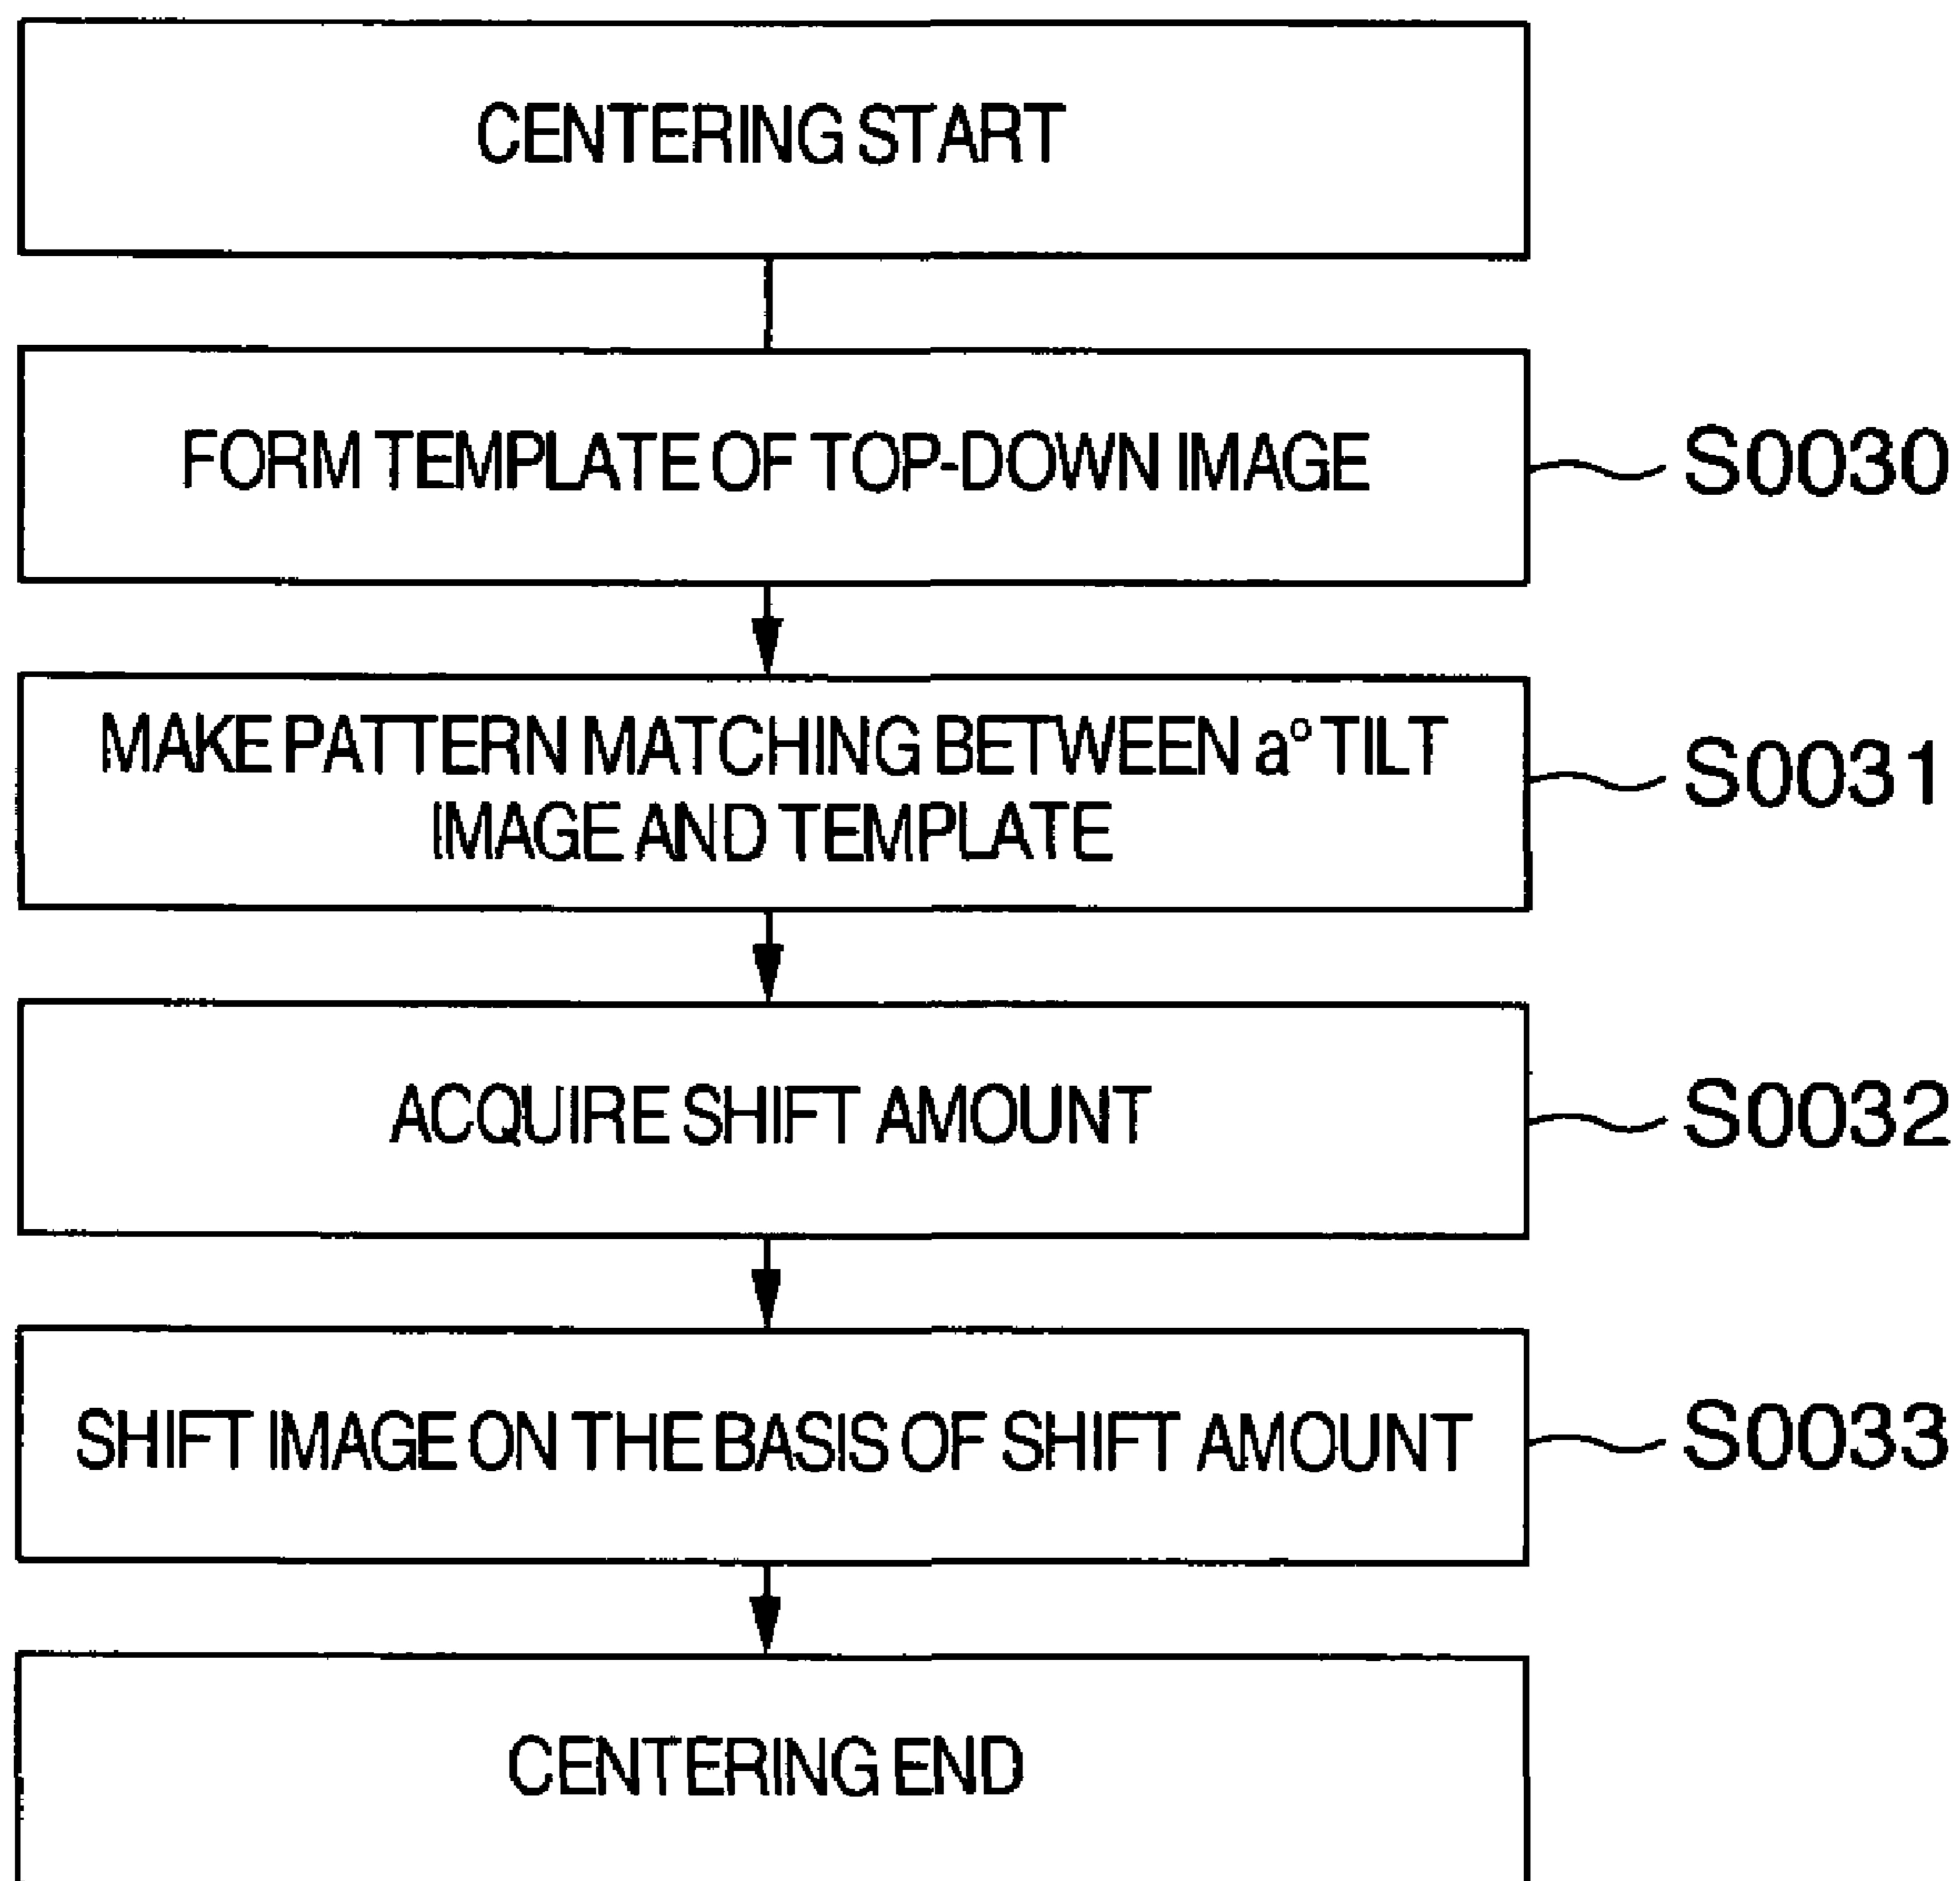 CENTERING START
FORM TEMPLATE OF TOP-DOWN IMAGE
S0030
MAKE PATTERN MATCHING BETWEEN a° TILT
IMAGE AND TEMPLATE
S0031
ACQUIRE SHIFT AMOUNT
S0032
SHIFT IMAGE ON THE BASIS OF SHIFT AMOUNT
S0033
CENTERING END